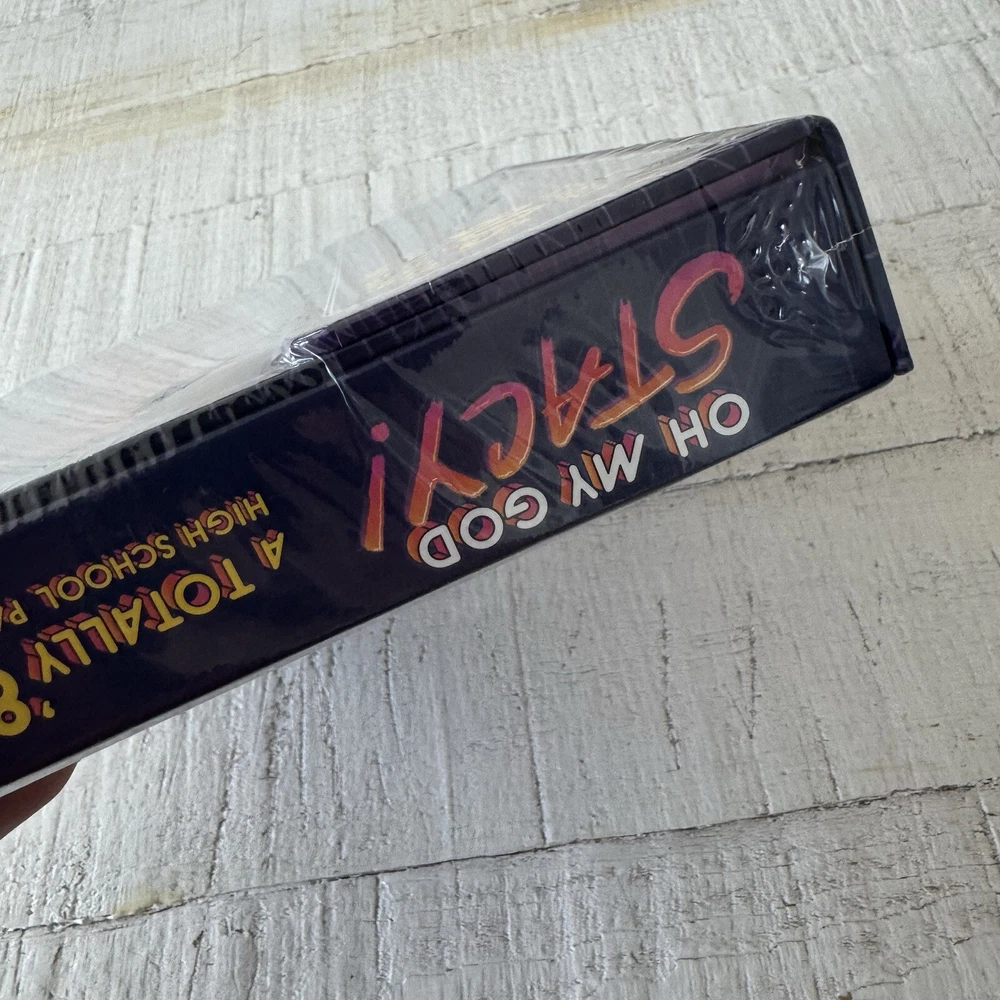 OH MY GOD
STACY!
A TOTALLY '8
HIGH SCHOOL